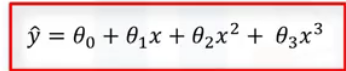 ŷ = θ₀ + θ₁x + θ₂x² + θ₃x³